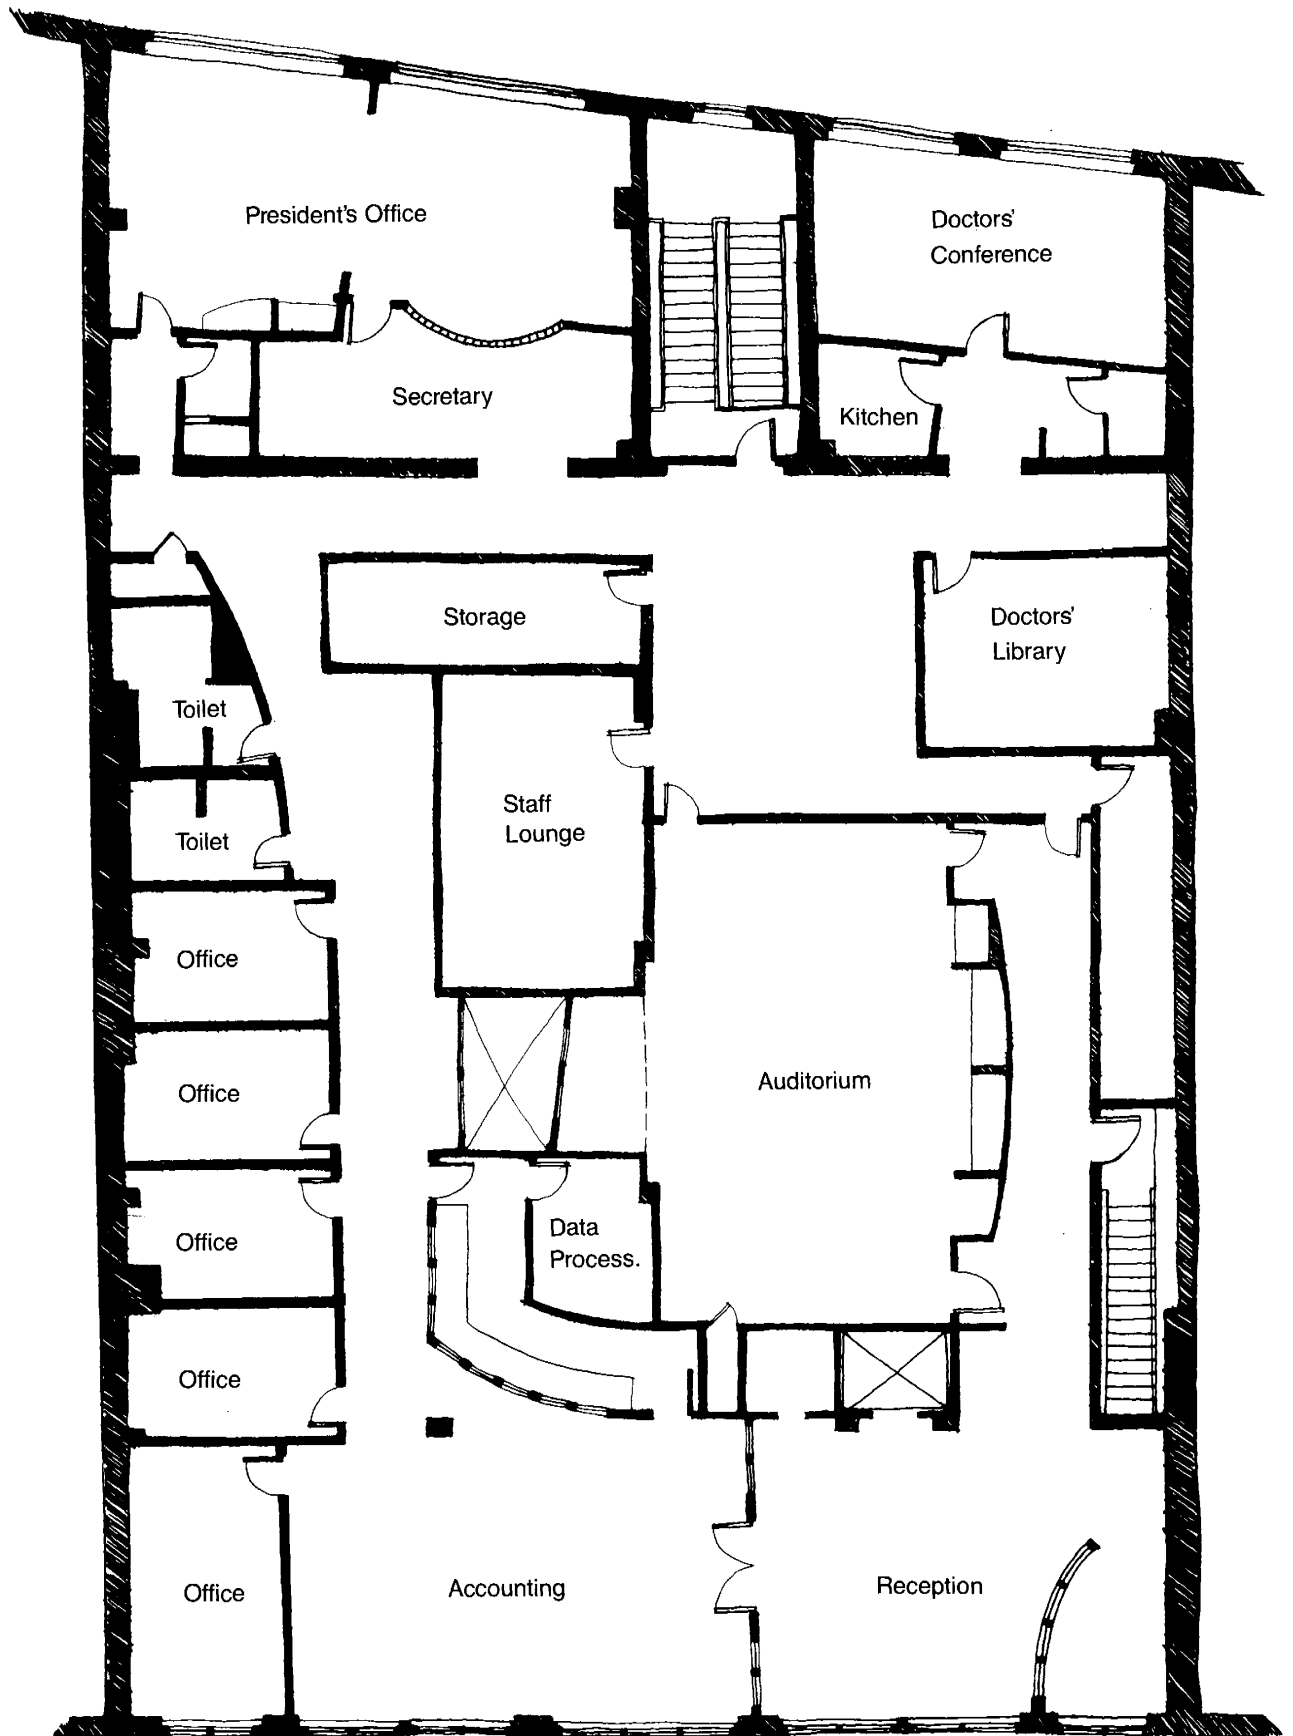 President's Office
Doctors'
Conference
Secretary
Kitchen
Storage
Doctors'
Library
Toilet
Staff
Lounge
Toilet
Office
Auditorium
Office
Data
Process.
Office
Office
Accounting
Reception
Office